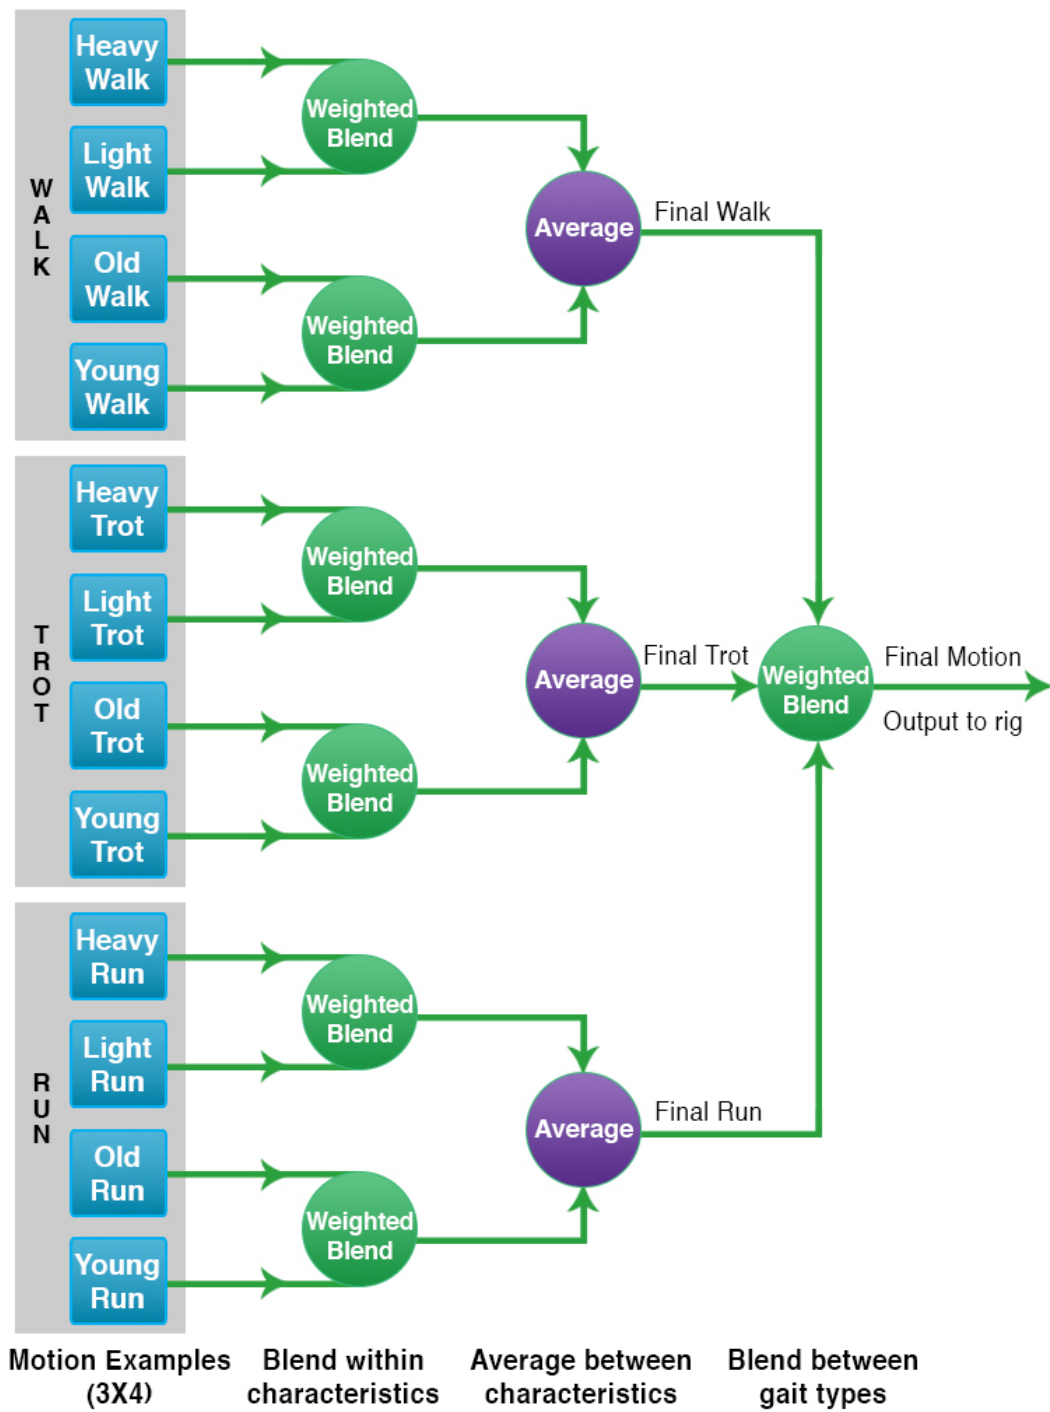 WALK
Heavy
Walk
Light
Walk
Old
Walk
Young
Walk
Weighted
Blend
Weighted
Blend
Average
Final Walk
TROT
Heavy
Trot
Light
Trot
Old
Trot
Young
Trot
Weighted
Blend
Weighted
Blend
Average
Final Trot
Weighted
Blend
Final Motion
Output to rig
RUN
Heavy
Run
Light
Run
Old
Run
Young
Run
Weighted
Blend
Weighted
Blend
Average
Final Run
Motion Examples
(3X4)
Blend within
characteristics
Average between
characteristics
Blend between
gait types